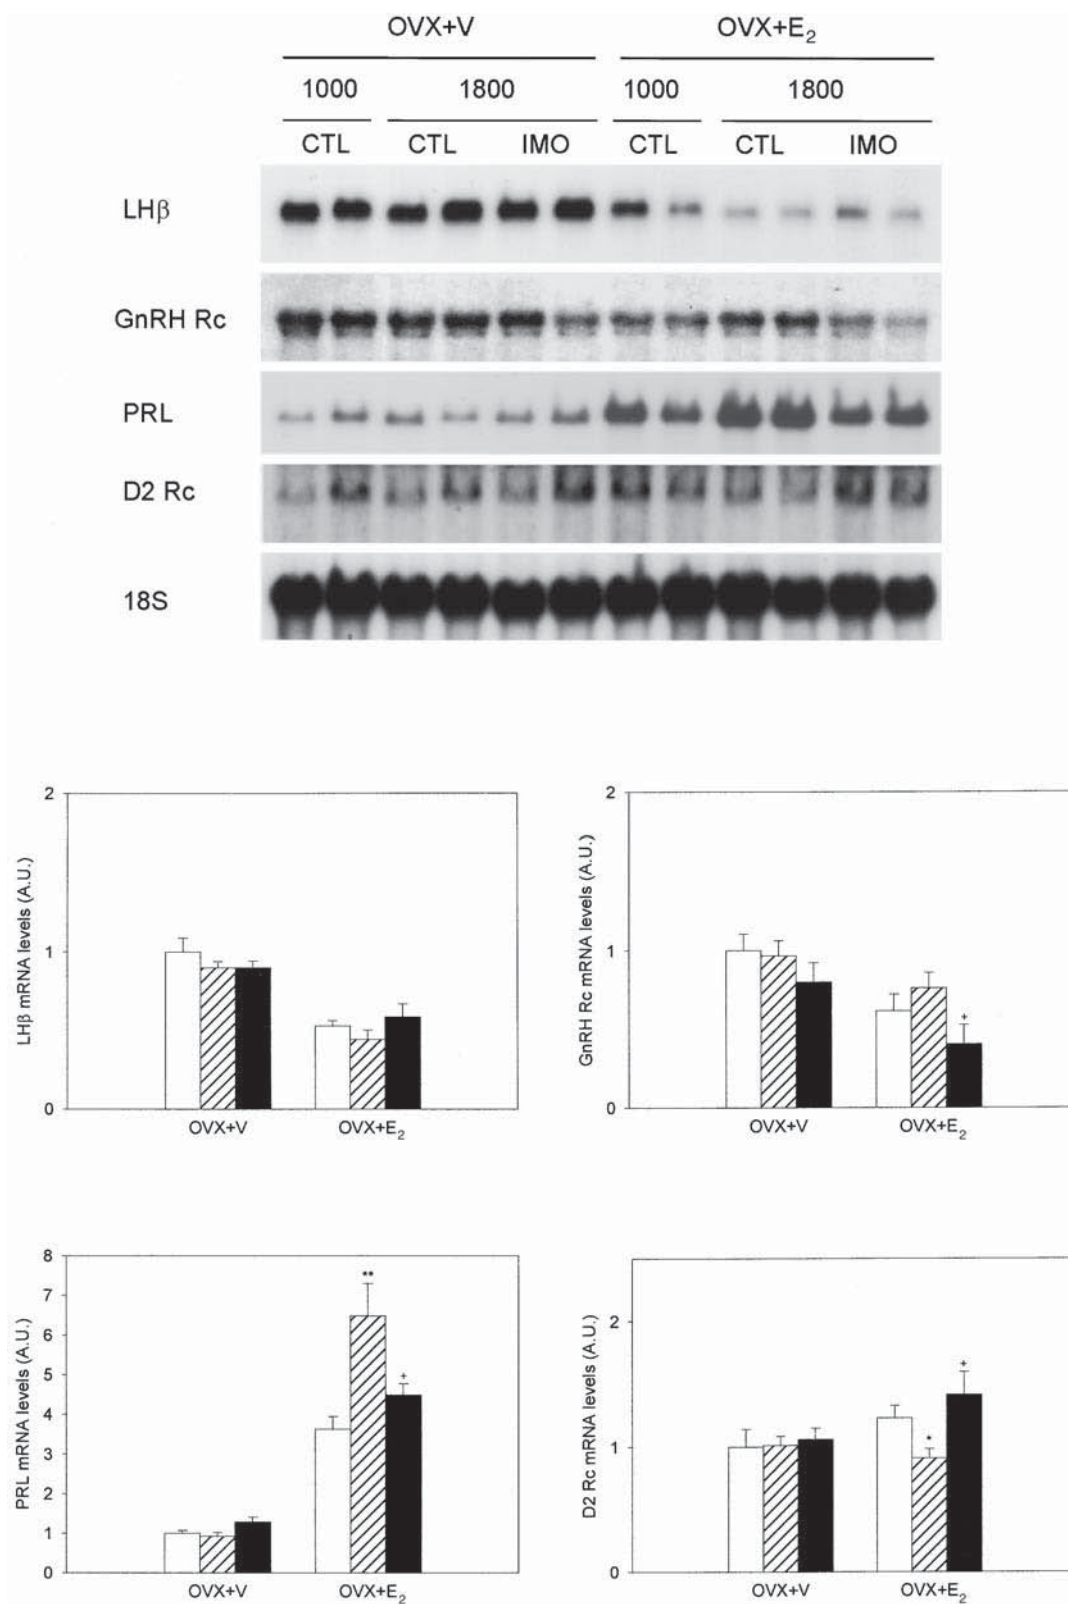 OVX+V OVX+E2
1000 1800 1000 1800
CTL CTL IMO CTL CTL IMO
LHβ
GnRH Rc
PRL
D2 Rc
18S
LHβ mRNA levels (A.U.)
2
1
0
OVX+V OVX+E2
GnRH Rc mRNA levels (A.U.)
2
1
0
+
OVX+V OVX+E2
PRL mRNA levels (A.U.)
8
7
6
5
4
3
2
1
0
**
+
OVX+V OVX+E2
D2 Rc mRNA levels (A.U.)
2
1
0
*
+
OVX+V OVX+E2